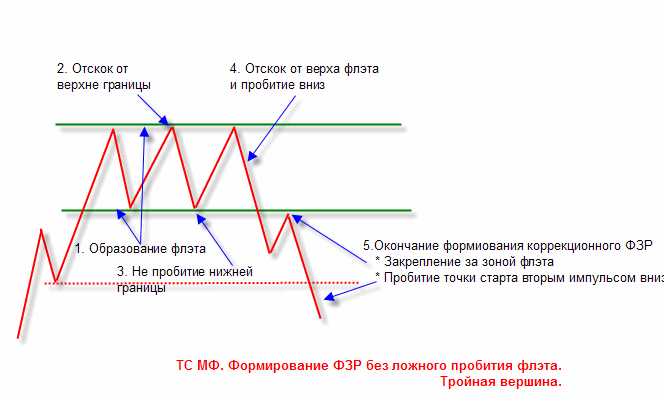 2. Отскок от
верхне границы
4. Отскок от верха флэта
и пробитие вниз
1. Образование флэта
3. Не пробитие нижней
границы
5.Окончание формиования коррекционного ФЗР
* Закрепление за зоной флэта
* Пробитие точки старта вторым импульсом вниз
ТС МФ. Формирование ФЗР без ложного пробития флэта.
Тройная вершина.